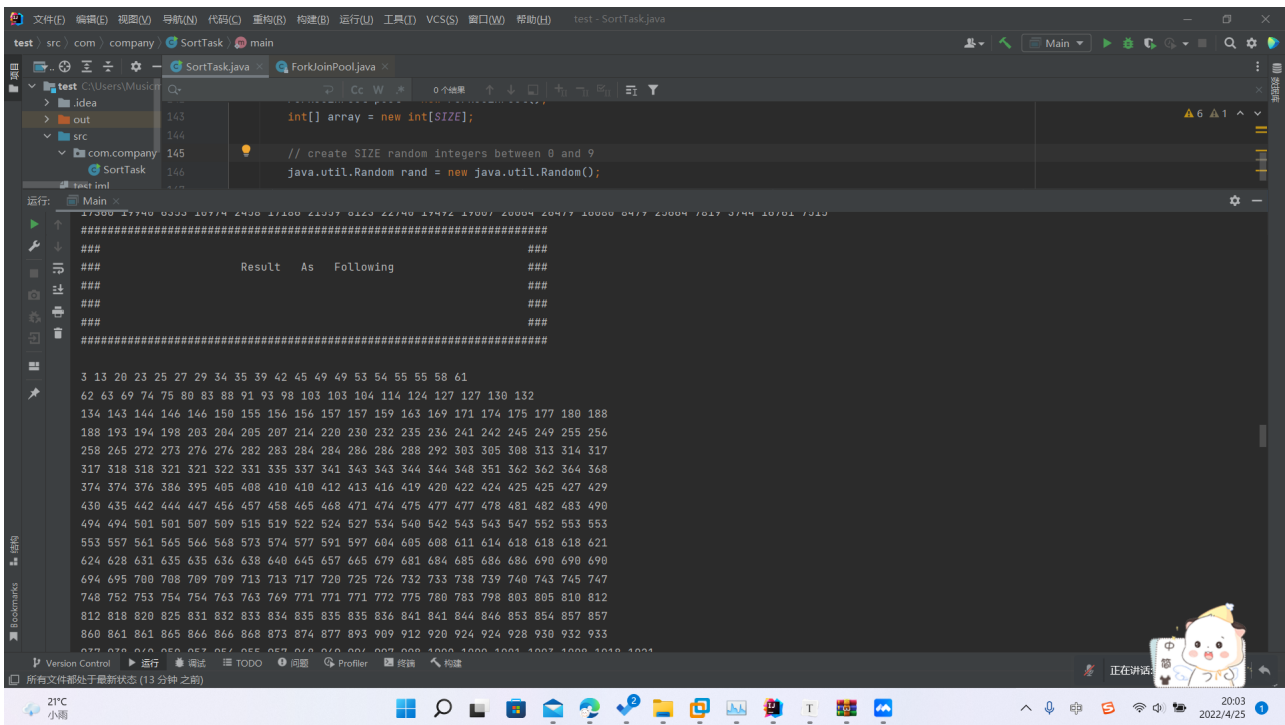 文件(F) 编辑(E) 视图(V) 导航(N) 代码(C) 重构(R) 构建(B) 运行(U) 工具(T) VCS(S) 窗口(W) 帮助(H) test - SortTask.java
test src com company SortTask main Main
SortTask.java ForkJoinPool.java
项目
test C:\Users\Music Cc W .* 0 个结果
数据库
.idea
143 int[] array = new int[SIZE]; 6 1
out
144
src
com.company 145 // create SIZE random integers between 0 and 9
SortTask 146 java.util.Random rand = new java.util.Random();
test.iml
运行: Main
######################################################################
### ###
### Result As Following ###
### ###
### ###
### ###
######################################################################
3 13 20 23 25 27 29 34 35 39 42 45 49 49 53 54 55 55 58 61
62 63 69 74 75 80 83 88 91 93 98 103 103 104 114 124 127 127 130 132
134 143 144 146 146 150 155 156 156 157 157 159 163 169 171 174 175 177 180 188
188 193 194 198 203 204 205 207 214 220 230 232 235 236 241 242 245 249 255 256
258 265 272 273 276 276 282 283 284 284 286 286 288 292 303 305 308 313 314 317
317 318 318 321 321 322 331 335 337 341 343 343 344 344 348 351 362 362 364 368
374 374 376 386 395 405 408 410 410 412 413 416 419 420 422 424 425 425 427 429
430 435 442 444 447 456 457 458 465 468 471 474 475 477 477 478 481 482 483 490
494 494 501 501 507 509 515 519 522 524 527 534 540 542 543 543 547 552 553 553
553 557 561 565 566 568 573 574 577 591 597 604 605 608 611 614 618 618 618 621
624 628 631 635 635 636 638 640 645 657 665 679 681 684 685 686 686 690 690 690
694 695 700 708 709 709 713 713 717 720 725 726 732 733 738 739 740 743 745 747
748 752 753 754 754 763 763 769 771 771 771 772 775 780 783 798 803 805 810 812
812 818 820 825 831 832 833 834 835 835 835 836 841 841 844 846 853 854 857 857
860 861 861 865 866 866 868 873 874 877 893 909 912 920 924 924 928 930 932 933
结构
Bookmarks
Version Control 运行 调试 TODO 问题 Profiler 终端 构建
正在讲话:
中
简
所有文件都处于最新状态 (13 分钟 之前)
21°C
小雨
2
中
20:03
2022/4/25
1